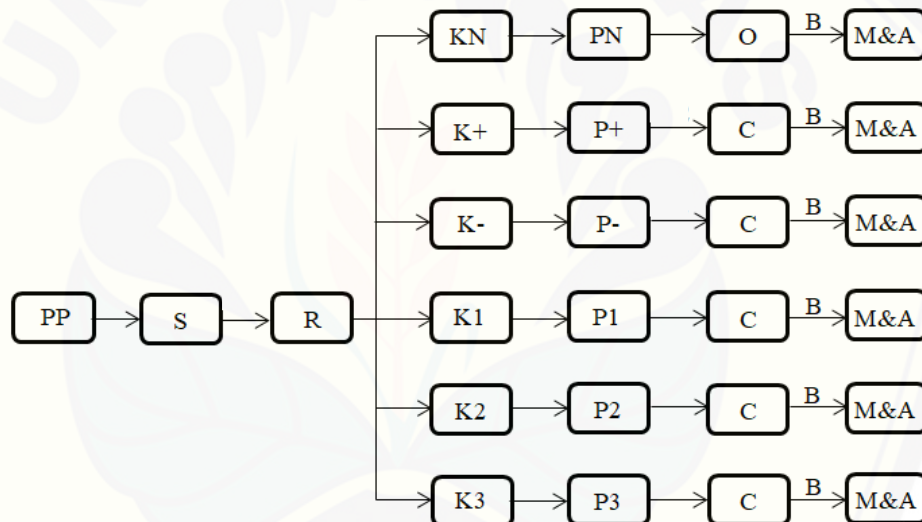 KN PN O B M&A
K+ P+ C B M&A
K- P- C B M&A
PP S R K1 P1 C B M&A
K2 P2 C B M&A
K3 P3 C B M&A